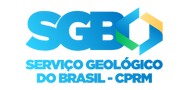 SGB
SERVIÇO GEOLÓGICO
DO BRASIL - CPRM